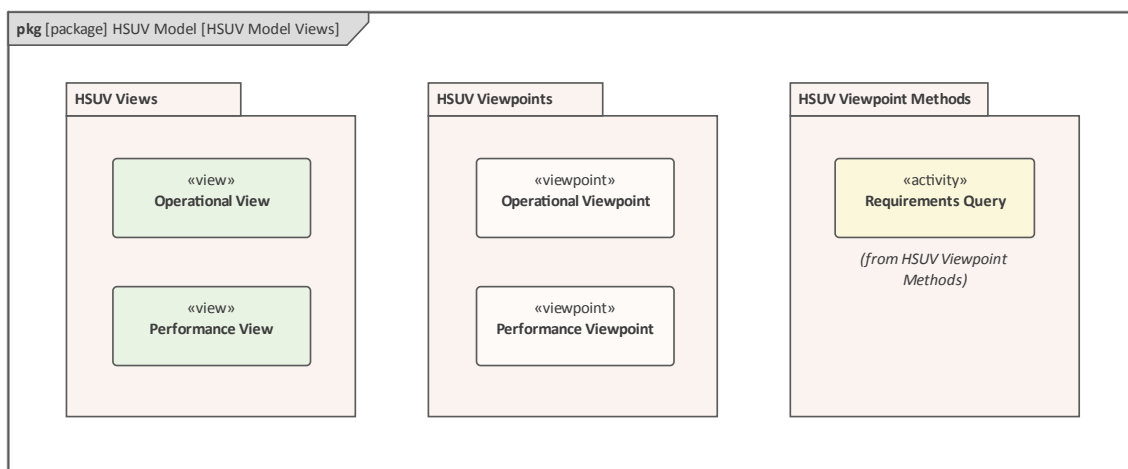 pkg [package] HSUV Model [HSUV Model Views]
HSUV Views
«view»
Operational View
«view»
Performance View
HSUV Viewpoints
«viewpoint»
Operational Viewpoint
«viewpoint»
Performance Viewpoint
HSUV Viewpoint Methods
«activity»
Requirements Query
(from HSUV Viewpoint
Methods)